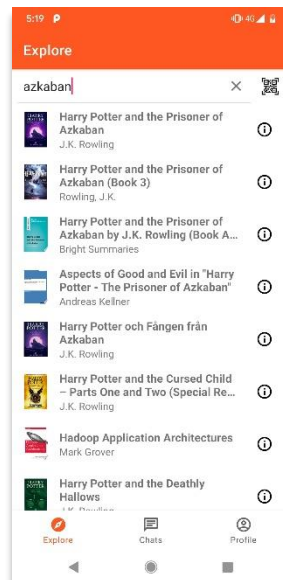 5:19
4G
Explore
azkaban
Harry Potter and the Prisoner of
Azkaban
J.K. Rowling
Harry Potter and the Prisoner of
Azkaban (Book 3)
Rowling, J.K.
Harry Potter and the Prisoner of
Azkaban by J.K. Rowling (Book A...
Bright Summaries
Aspects of Good and Evil in "Harry
Potter - The Prisoner of Azkaban"
Andreas Kellner
Harry Potter och Fången från
Azkaban
J.K. Rowling
Harry Potter and the Cursed Child
– Parts One and Two (Special Re...
J.K. Rowling
Hadoop Application Architectures
Mark Grover
Harry Potter and the Deathly
Hallows
J.K. Rowling
Explore
Chats
Profile